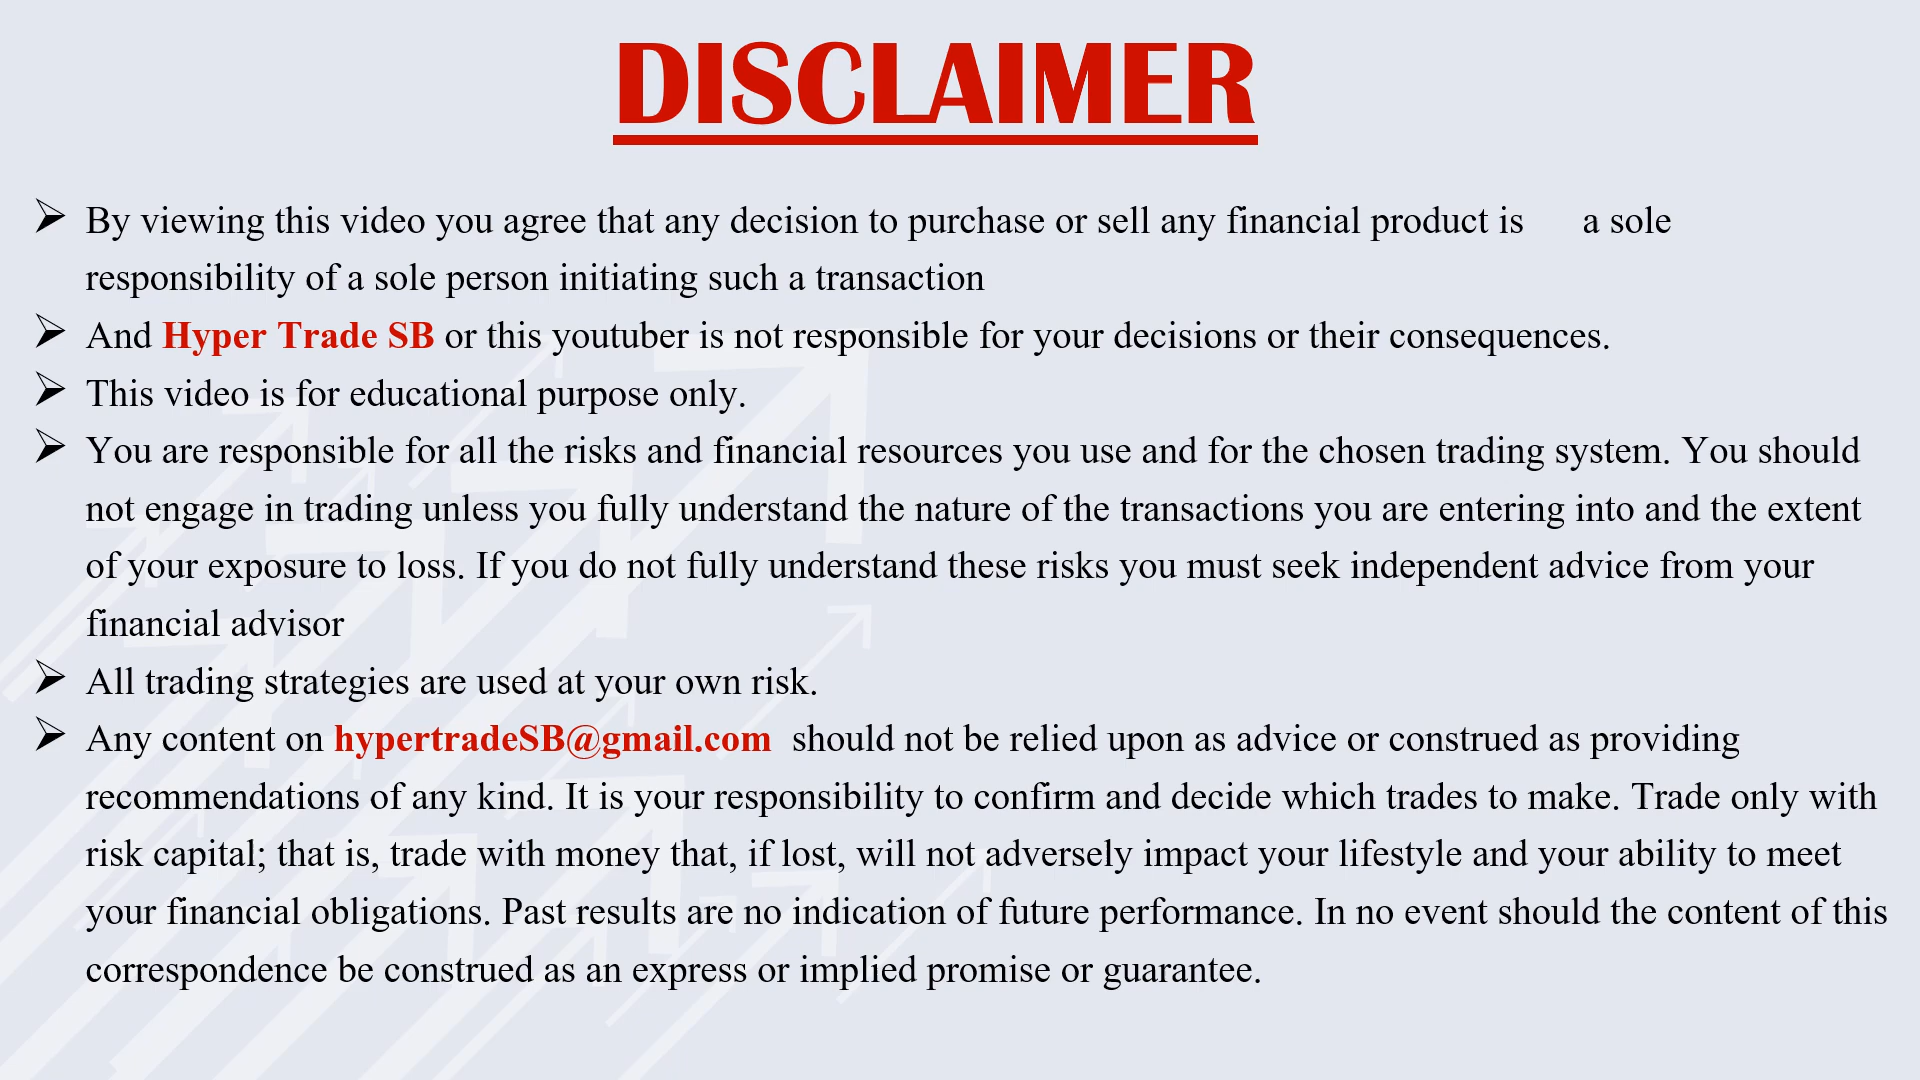 DISCLAIMER
➢ By viewing this video you agree that any decision to purchase or sell any financial product is a sole
responsibility of a sole person initiating such a transaction
➢ And Hyper Trade SB or this youtuber is not responsible for your decisions or their consequences.
➢ This video is for educational purpose only.
➢ You are responsible for all the risks and financial resources you use and for the chosen trading system. You should
not engage in trading unless you fully understand the nature of the transactions you are entering into and the extent
of your exposure to loss. If you do not fully understand these risks you must seek independent advice from your
financial advisor
➢ All trading strategies are used at your own risk.
➢ Any content on hypertradeSB@gmail.com should not be relied upon as advice or construed as providing
recommendations of any kind. It is your responsibility to confirm and decide which trades to make. Trade only with
risk capital; that is, trade with money that, if lost, will not adversely impact your lifestyle and your ability to meet
your financial obligations. Past results are no indication of future performance. In no event should the content of this
correspondence be construed as an express or implied promise or guarantee.